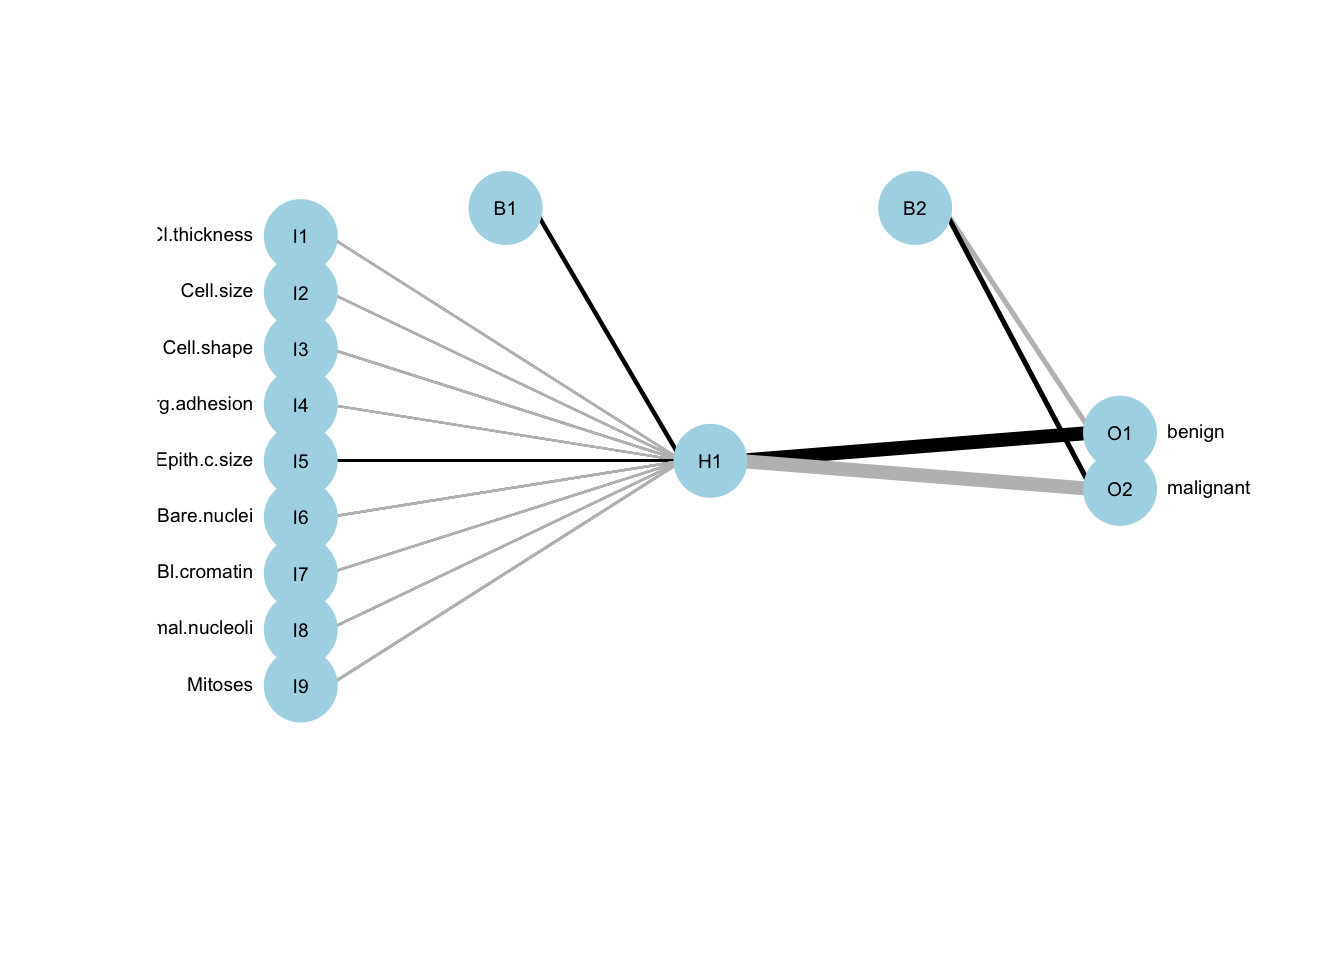 B1
B2
Cl.thickness I1
Cell.size I2
Cell.shape I3
rg.adhesion I4
Epith.c.size I5
Bare.nuclei I6
Bl.cromatin I7
mal.nucleoli I8
Mitoses I9
H1
O1 benign
O2 malignant